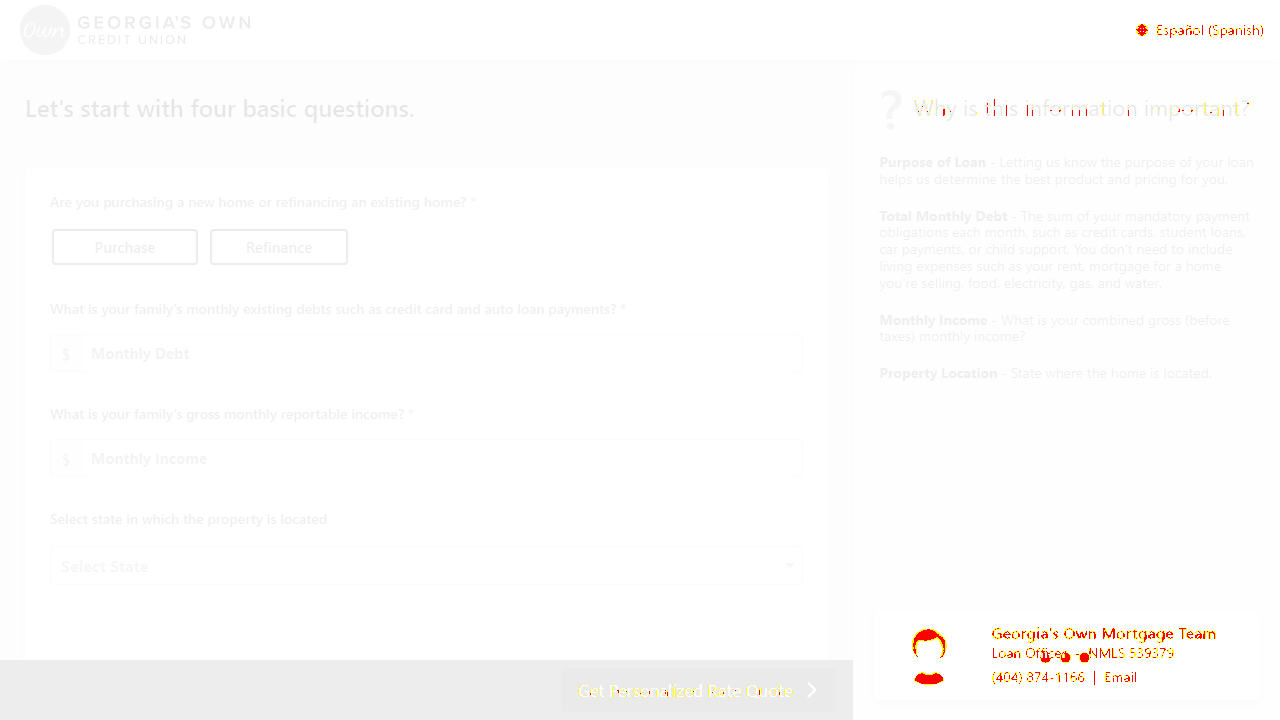 Own GEORGIA'S OWN
CREDIT UNION
Español (Spanish)
Let's start with four basic questions.
Are you purchasing a new home or refinancing an existing home? *
Purchase Refinance
What is your family's monthly existing debts such as credit card and auto loan payments? *
$ Monthly Debt
What is your family's gross monthly reportable income? *
$ Monthly Income
Select state in which the property is located
Select State
Get Personalized Rate Quote
? Why is this information important?
Purpose of Loan - Letting us know the purpose of your loan
helps us determine the best product and pricing for you.
Total Monthly Debt - The sum of your mandatory payment
obligations each month, such as credit cards, student loans,
car payments, or child support. You don't need to include
living expenses such as your rent, mortgage for a home
you're selling, food, electricity, gas, and water.
Monthly Income - What is your combined gross (before
taxes) monthly income?
Property Location - State where the home is located.
Georgia's Own Mortgage Team
Loan Officer - NMLS 539379
(404) 874-1166 | Email